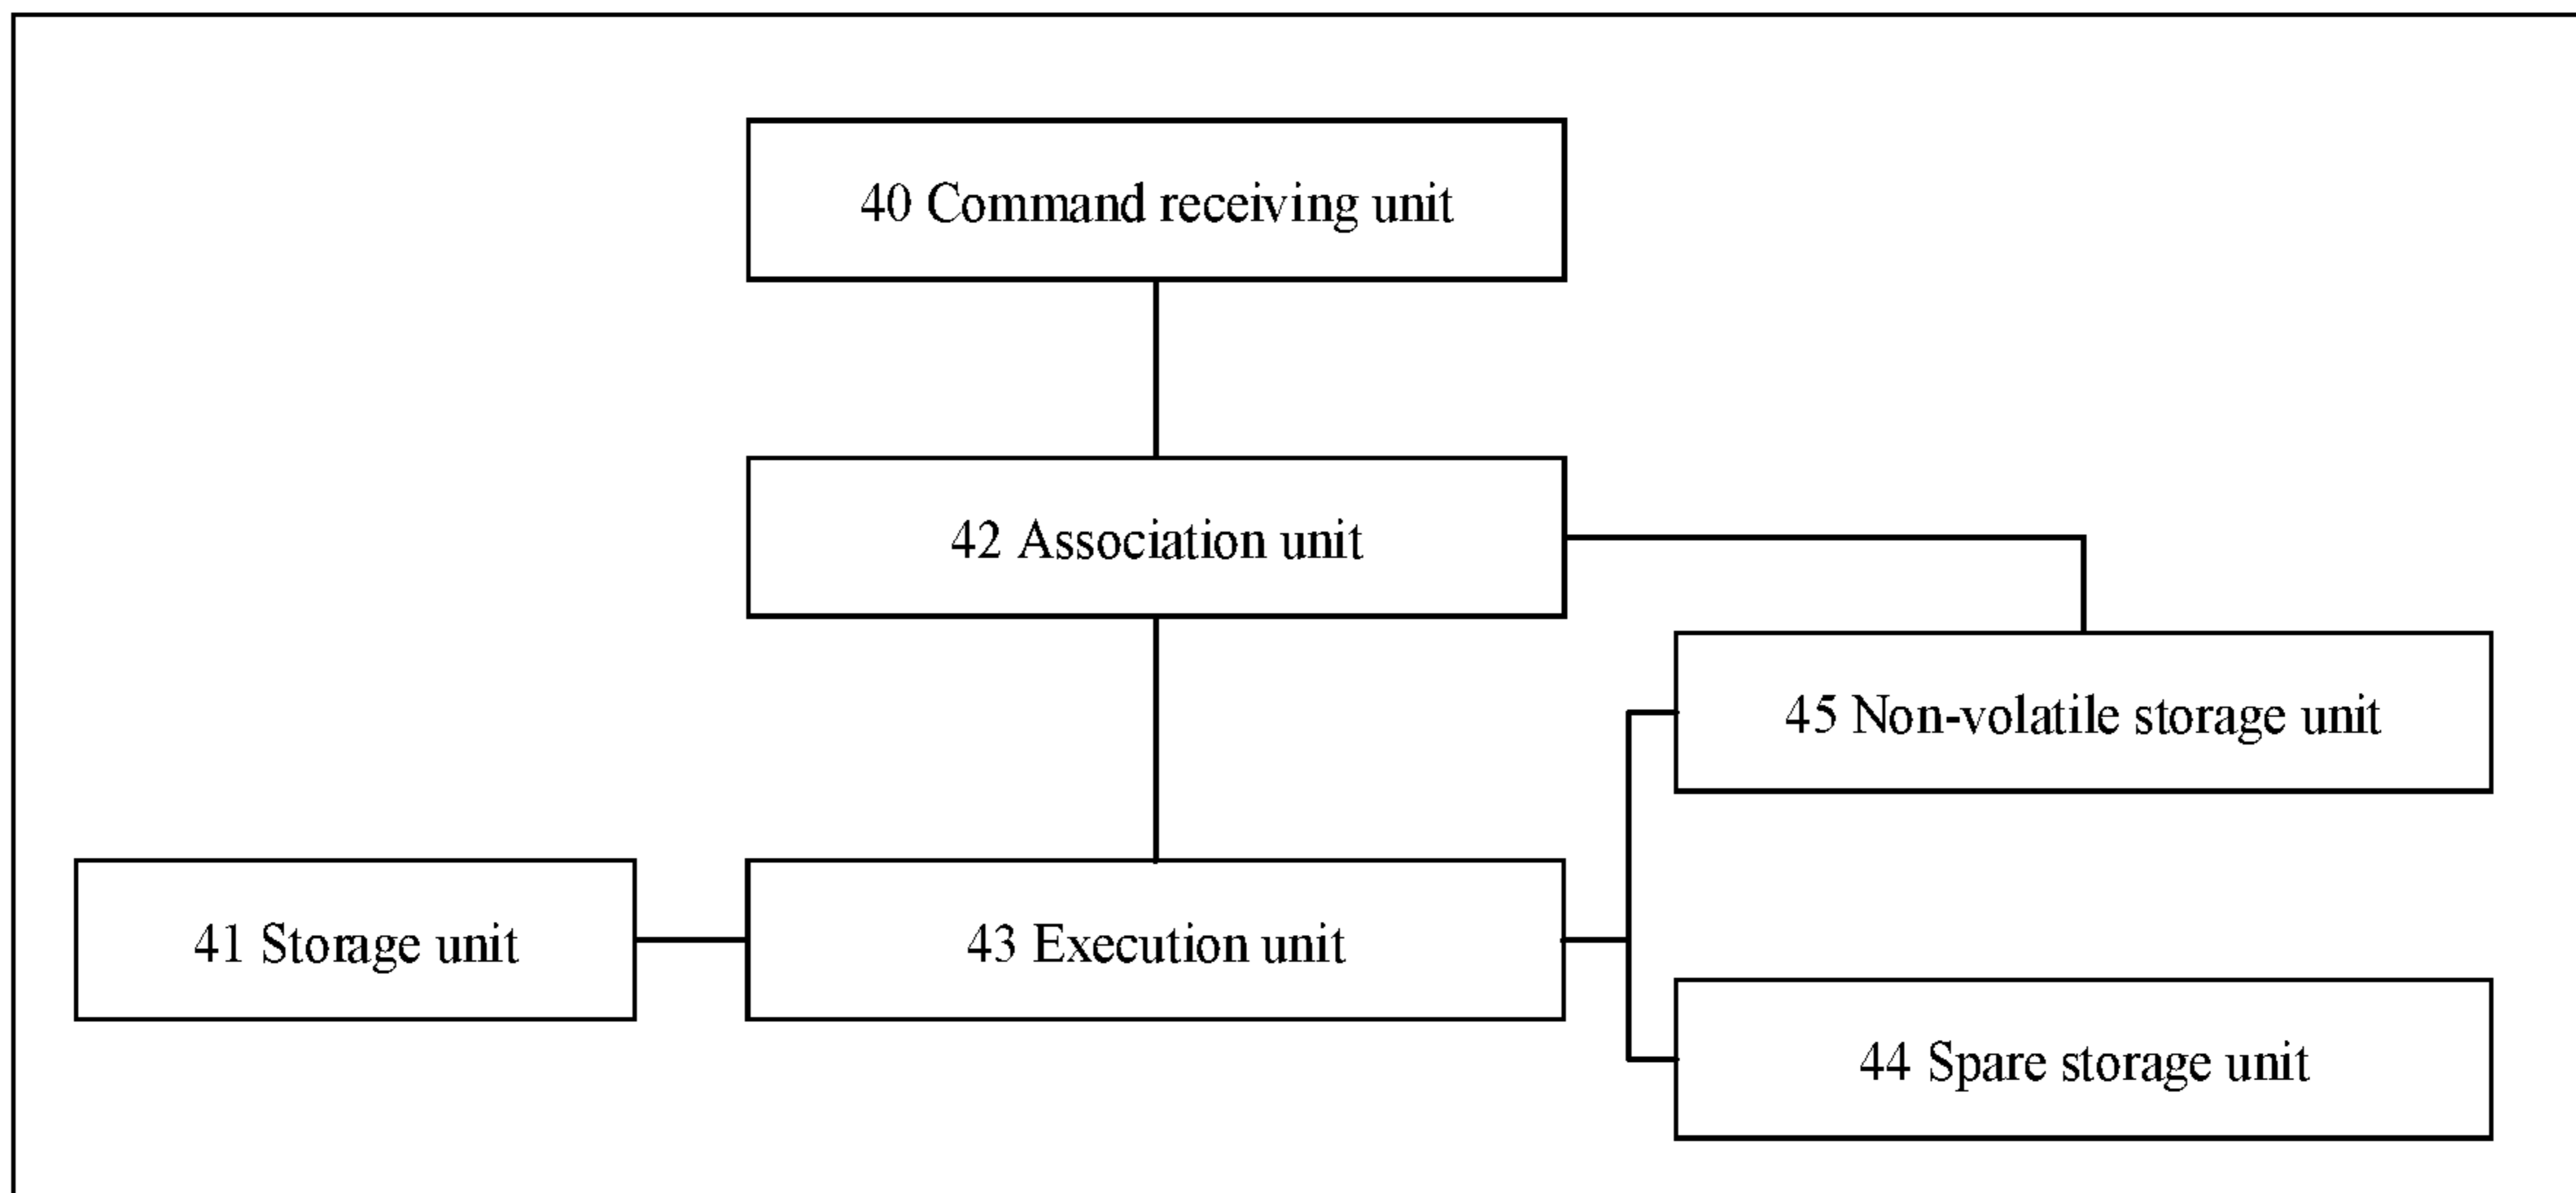 40 Command receiving unit
42 Association unit
45 Non-volatile storage unit
41 Storage unit
43 Execution unit
44 Spare storage unit